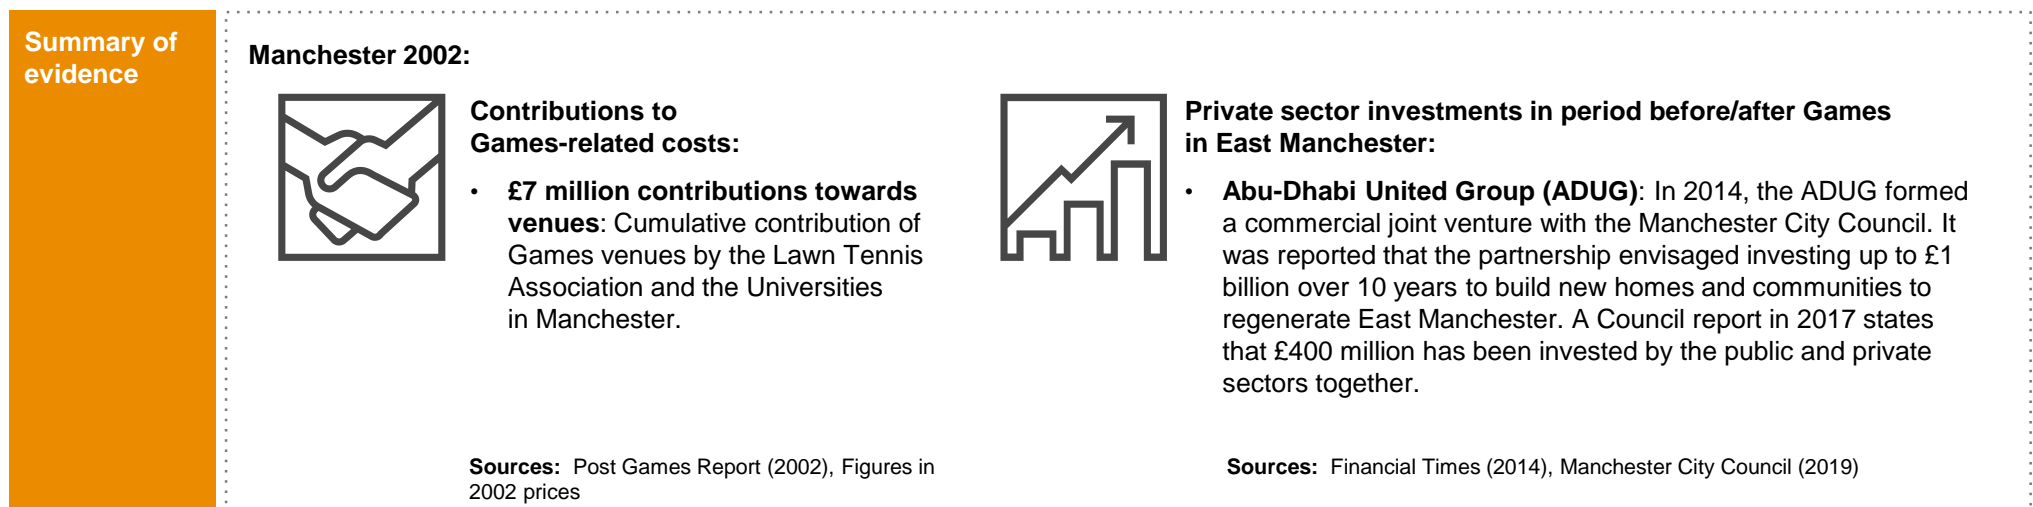 Summary of
evidence
Manchester 2002:
Contributions to
Games-related costs:
• £7 million contributions towards
venues: Cumulative contribution of
Games venues by the Lawn Tennis
Association and the Universities
in Manchester.
Sources: Post Games Report (2002), Figures in
2002 prices
Private sector investments in period before/after Games
in East Manchester:
• Abu-Dhabi United Group (ADUG): In 2014, the ADUG formed
a commercial joint venture with the Manchester City Council. It
was reported that the partnership envisaged investing up to £1
billion over 10 years to build new homes and communities to
regenerate East Manchester. A Council report in 2017 states
that £400 million has been invested by the public and private
sectors together.
Sources: Financial Times (2014), Manchester City Council (2019)